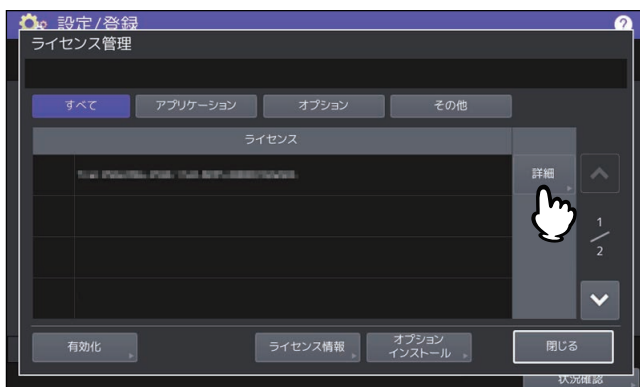 設定/登録
ライセンス管理
すべて
アプリケーション
オプション
その他
ライセンス
詳細
1
2
有効化
ライセンス情報
オプション
インストール
閉じる
状況確認